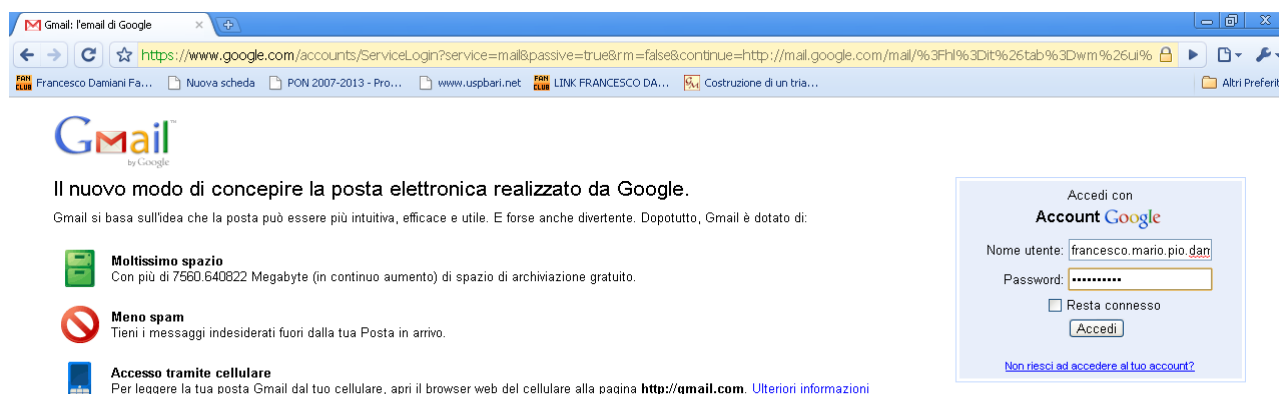 Gmail: l'email di Google
https://www.google.com/accounts/ServiceLogin?service=mail&passive=true&rm=false&continue=http://mail.google.com/mail/%3Fhl%3Dit%26tab%3Dwm%26ui%
Francesco Damiani Fa... Nuova scheda PON 2007-2013 - Pro... www.uspbari.net LINK FRANCESCO DA... Costruzione di un tria... Altri Preferit
FAN CLUB
FAN CLUB
GM
Gmail™
by Google
Il nuovo modo di concepire la posta elettronica realizzato da Google.
Gmail si basa sull'idea che la posta può essere più intuitiva, efficace e utile. E forse anche divertente. Dopotutto, Gmail è dotato di:
Moltissimo spazio
Con più di 7560.640822 Megabyte (in continuo aumento) di spazio di archiviazione gratuito.
Meno spam
Tieni i messaggi indesiderati fuori dalla tua Posta in arrivo.
Accesso tramite cellulare
Per leggere la tua posta Gmail dal tuo cellulare, apri il browser web del cellulare alla pagina http://gmail.com. Ulteriori informazioni
Accedi con
Account Google
Nome utente: francesco.mario.pio.dam
Password: ••••••••••
Resta connesso
Accedi
Non riesci ad accedere al tuo account?